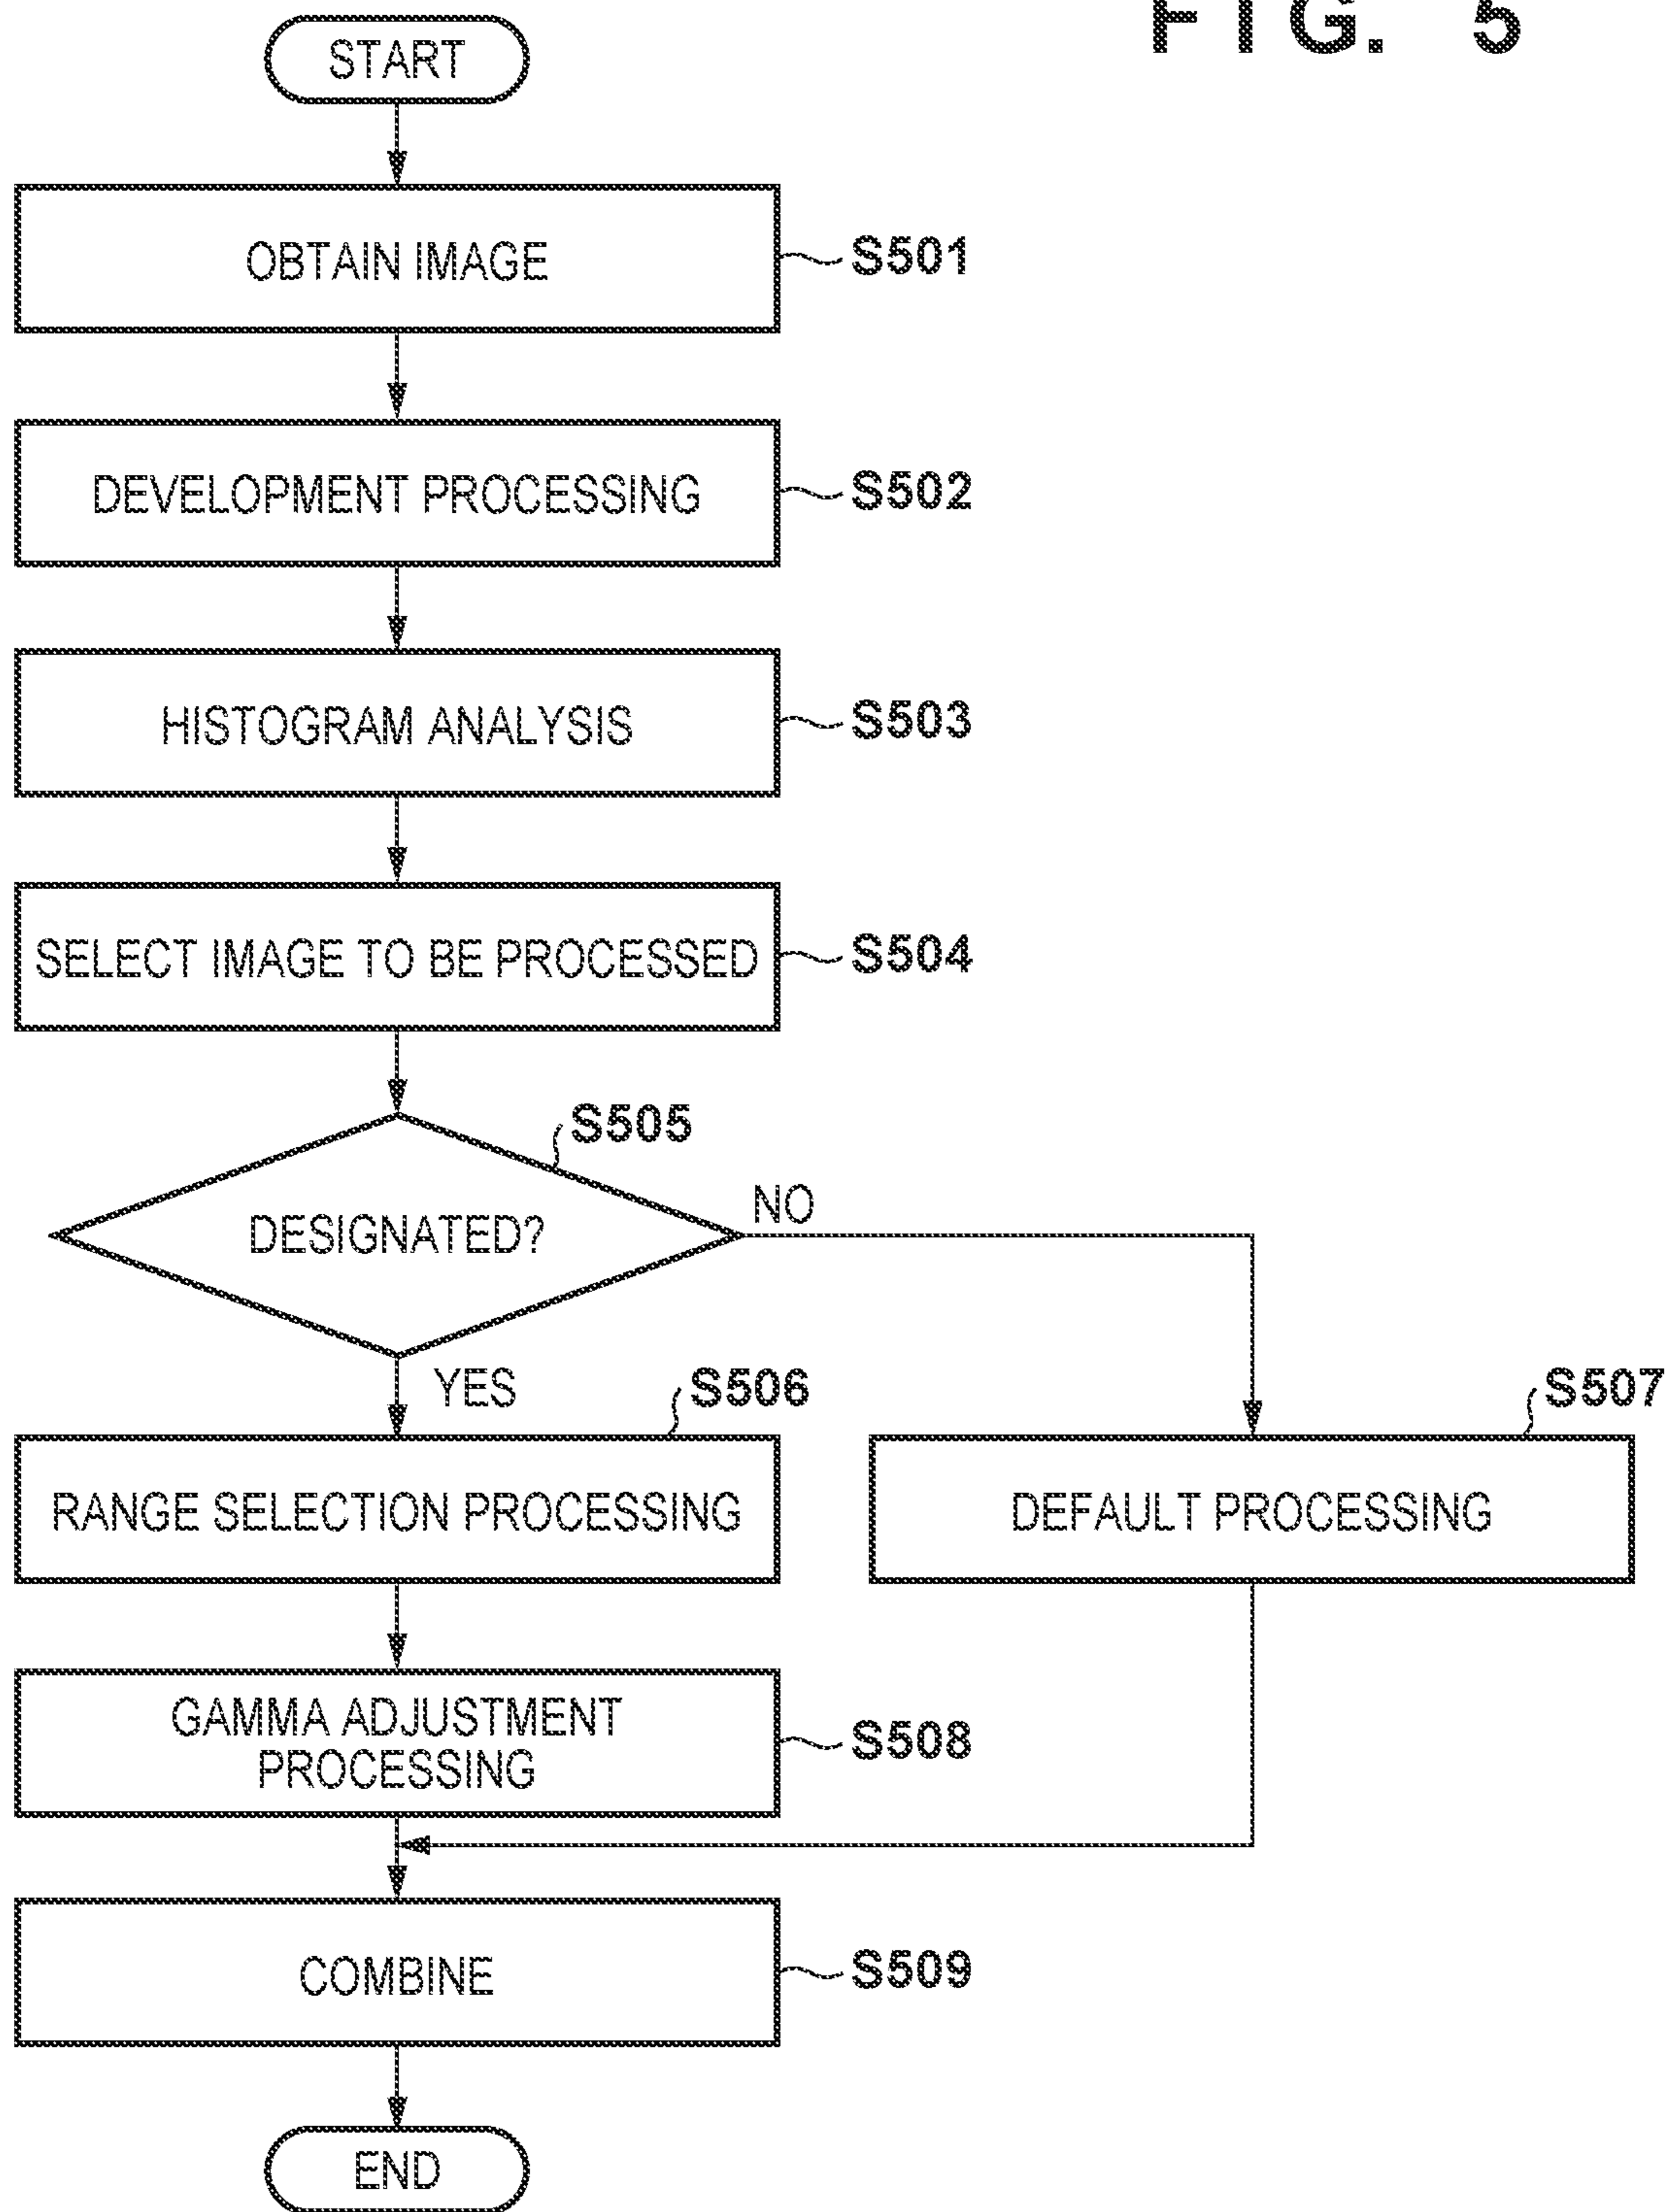 FIG. 5
START
OBTAIN IMAGE
S501
DEVELOPMENT PROCESSING
S502
HISTOGRAM ANALYSIS
S503
SELECT IMAGE TO BE PROCESSED
S504
S505
DESIGNATED?
NO
YES
S506
S507
RANGE SELECTION PROCESSING
DEFAULT PROCESSING
GAMMA ADJUSTMENT
PROCESSING
S508
COMBINE
S509
END